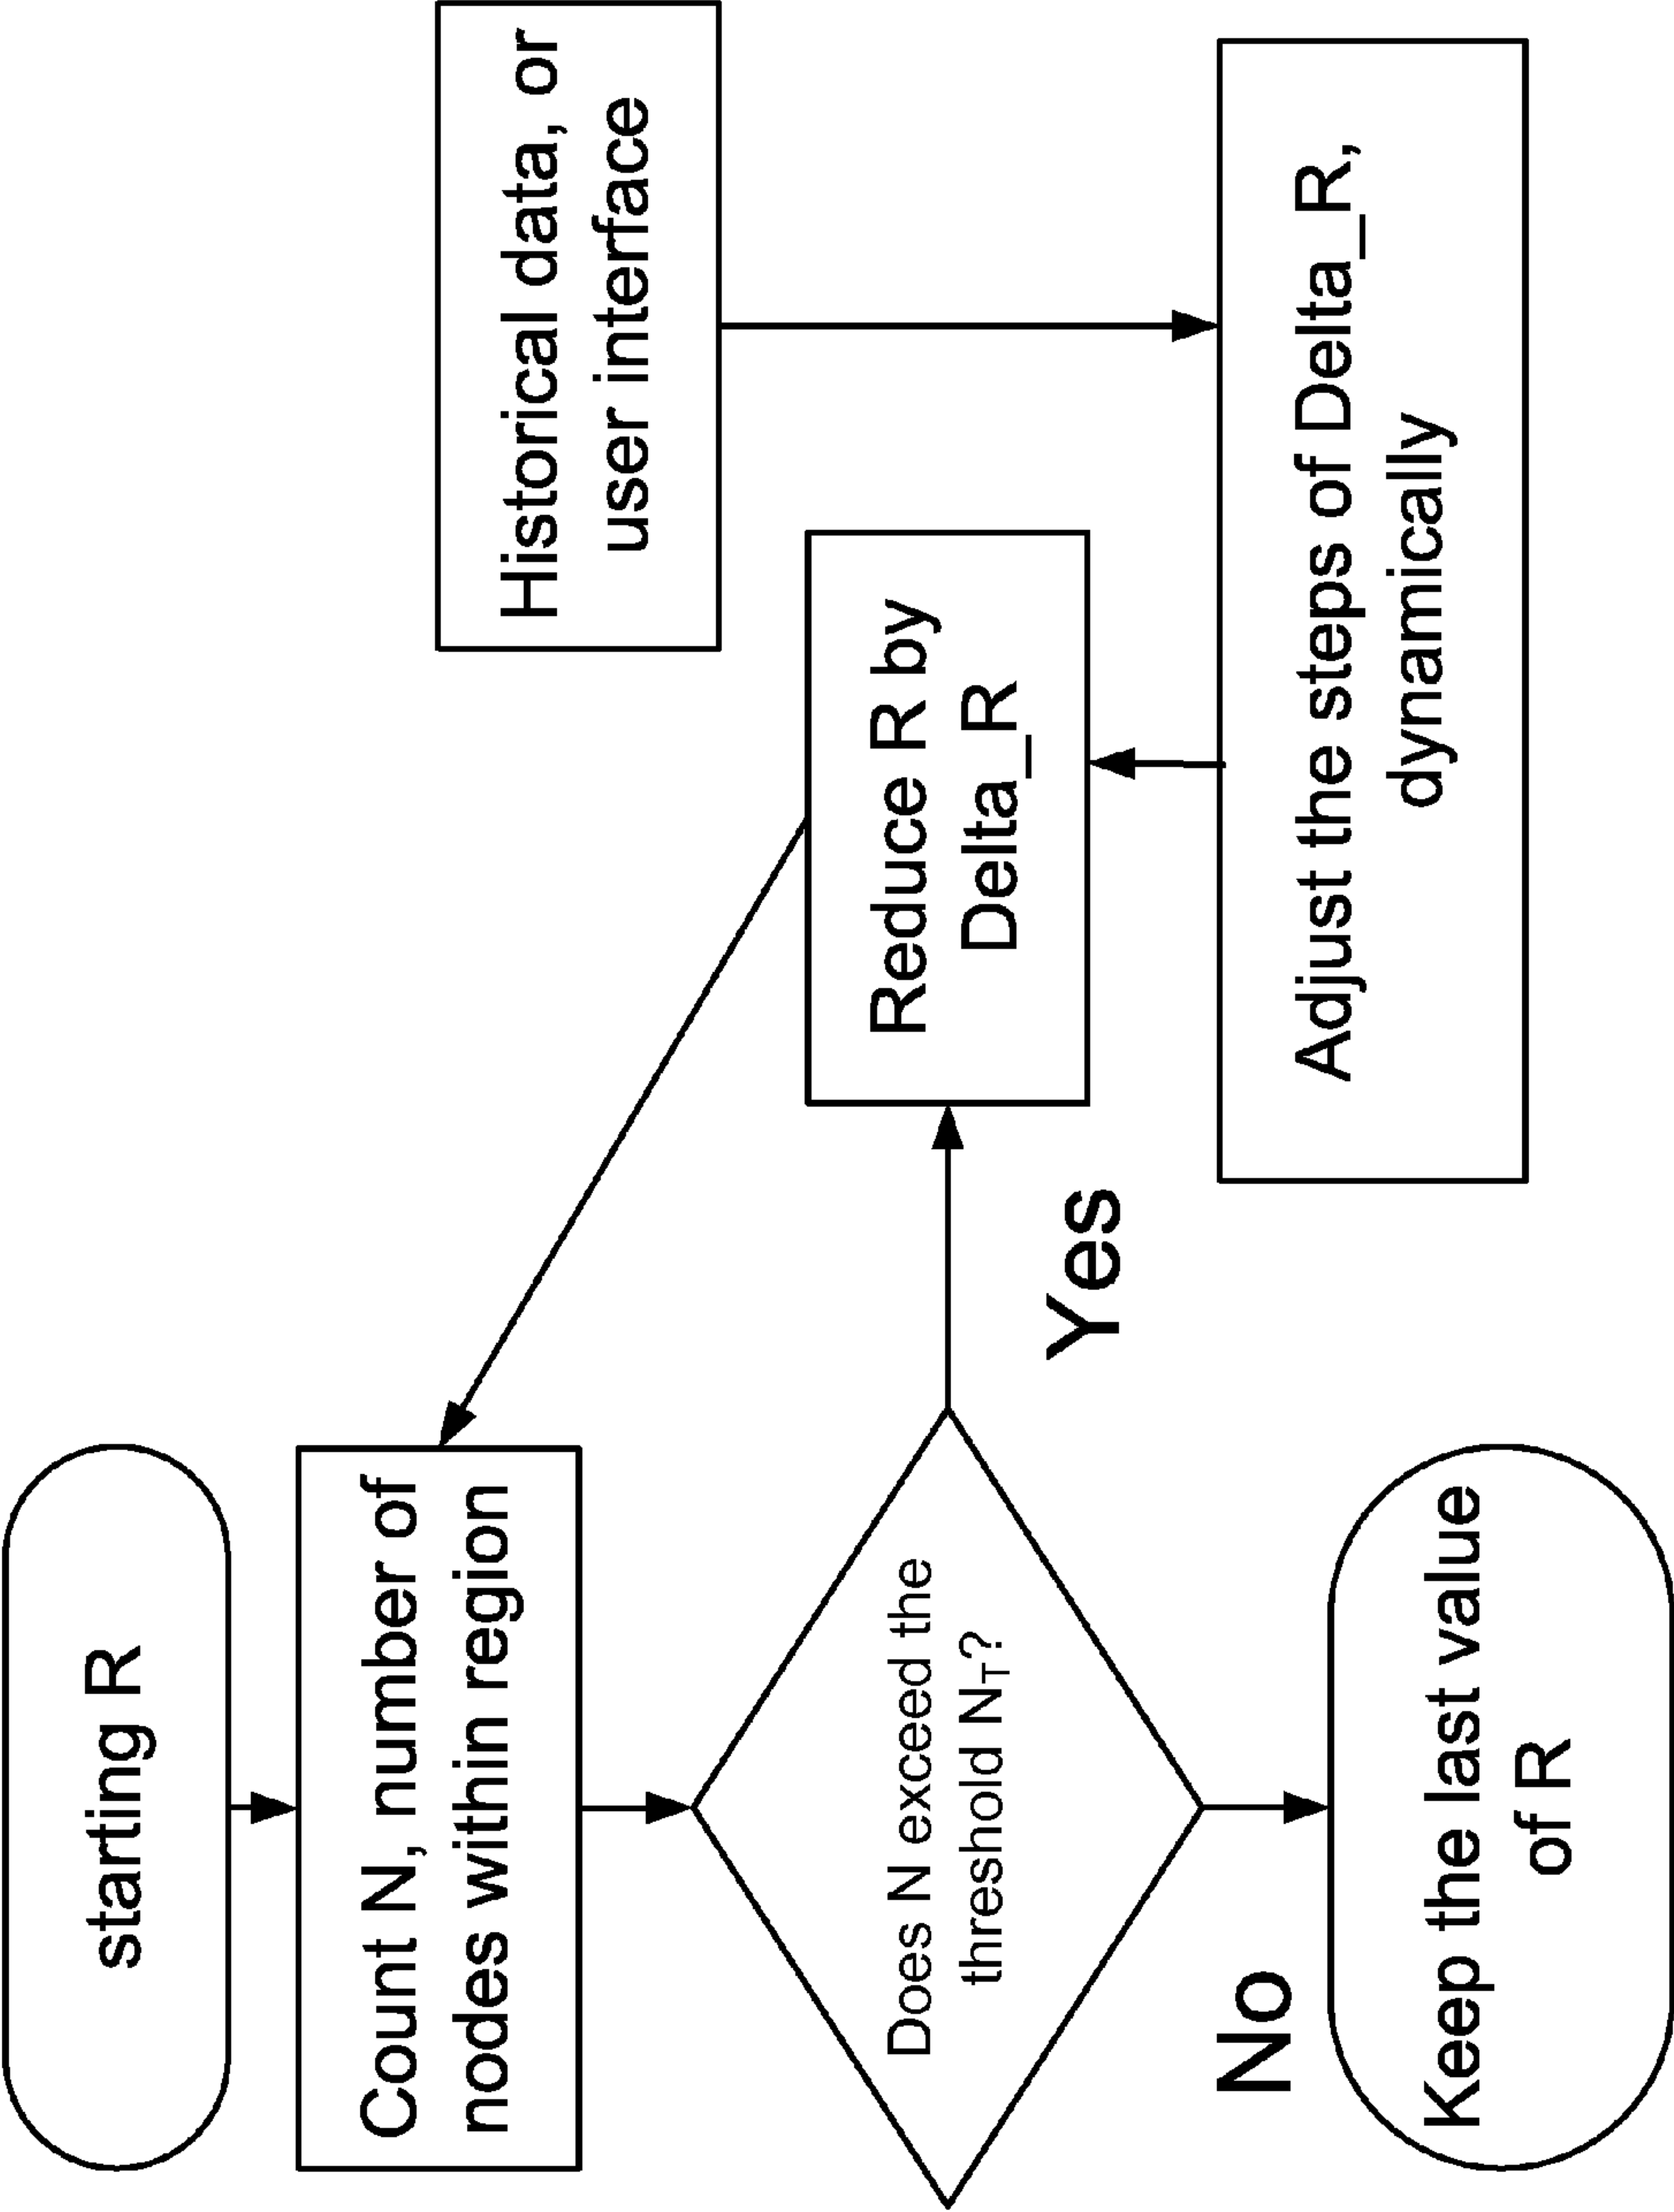 starting R
Count N, number of
nodes within region
Does N exceed the
threshold N_T?
Yes
No
Keep the last value
of R
Reduce R by
Delta_R
Historical data, or
user interface
Adjust the steps of Delta_R,
dynamically